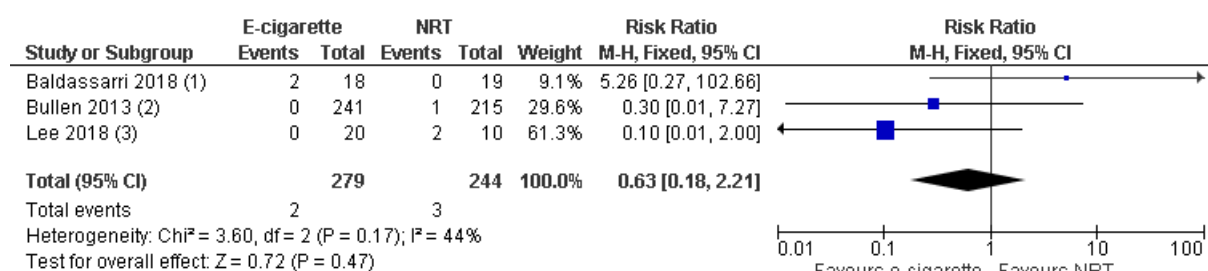 E-cigarette NRT Risk Ratio Risk Ratio
Study or Subgroup Events Total Events Total Weight M-H, Fixed, 95% CI M-H, Fixed, 95% CI
Baldassarri 2018 (1) 2 18 0 19 9.1% 5.26 [0.27, 102.66]
Bullen 2013 (2) 0 241 1 215 29.6% 0.30 [0.01, 7.27]
Lee 2018 (3) 0 20 2 10 61.3% 0.10 [0.01, 2.00]
Total (95% CI) 279 244 100.0% 0.63 [0.18, 2.21]
Total events 2 3
Heterogeneity: Chi² = 3.60, df = 2 (P = 0.17); I² = 44%
Test for overall effect: Z = 0.72 (P = 0.47)
0.01 0.1 1 10 100
Favours e-cigarette Favours NRT